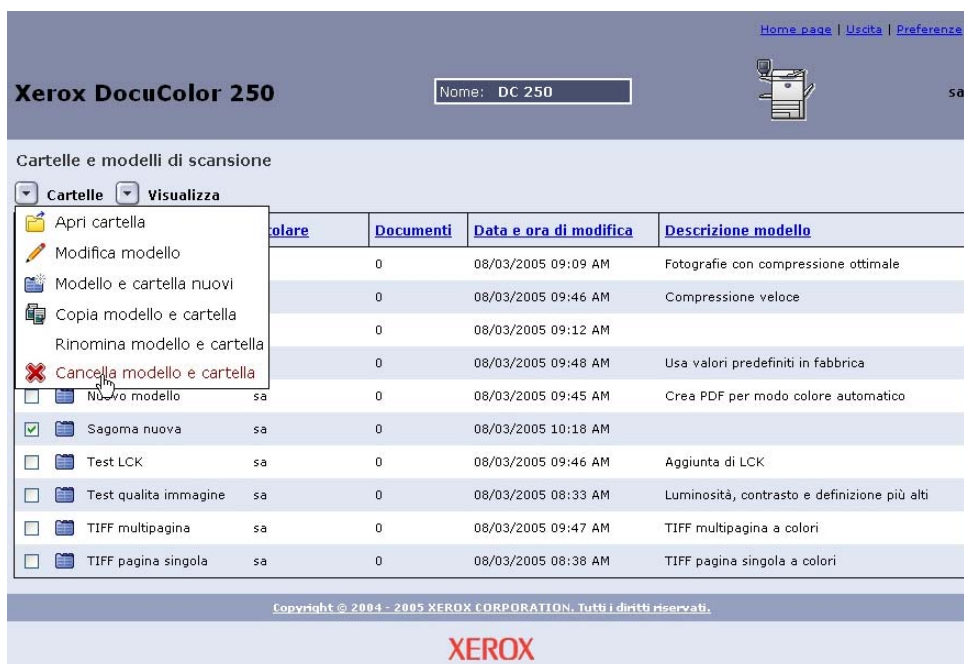 Home page | Uscita | Preferenze
Xerox DocuColor 250
Nome: DC 250
sa
Cartelle e modelli di scansione
Cartelle Visualizza
Apri cartella
Modifica modello
Modello e cartella nuovi
Copia modello e cartella
Rinomina modello e cartella
Cancella modello e cartella
colare Documenti Data e ora di modifica Descrizione modello
0 08/03/2005 09:09 AM Fotografie con compressione ottimale
0 08/03/2005 09:46 AM Compressione veloce
0 08/03/2005 09:12 AM
0 08/03/2005 09:48 AM Usa valori predefiniti in fabbrica
Nuovo modello sa 0 08/03/2005 09:45 AM Crea PDF per modo colore automatico
Sagoma nuova sa 0 08/03/2005 10:18 AM
Test LCK sa 0 08/03/2005 09:46 AM Aggiunta di LCK
Test qualita immagine sa 0 08/03/2005 08:33 AM Luminosità, contrasto e definizione più alti
TIFF multipagina sa 0 08/03/2005 09:47 AM TIFF multipagina a colori
TIFF pagina singola sa 0 08/03/2005 08:38 AM TIFF pagina singola a colori
Copyright © 2004 - 2005 XEROX CORPORATION. Tutti i diritti riservati.
XEROX